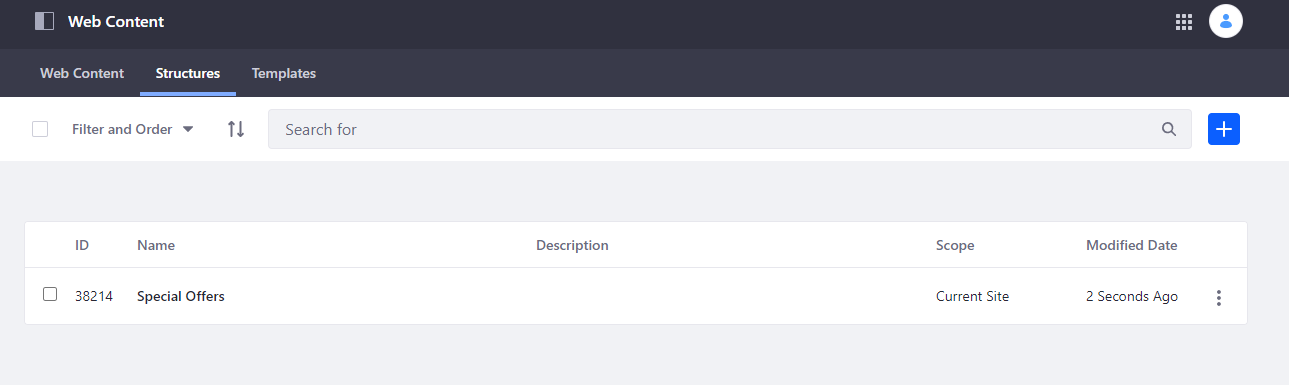 Web Content
Web Content Structures Templates
Filter and Order Search for
ID Name Description Scope Modified Date
38214 Special Offers Current Site 2 Seconds Ago